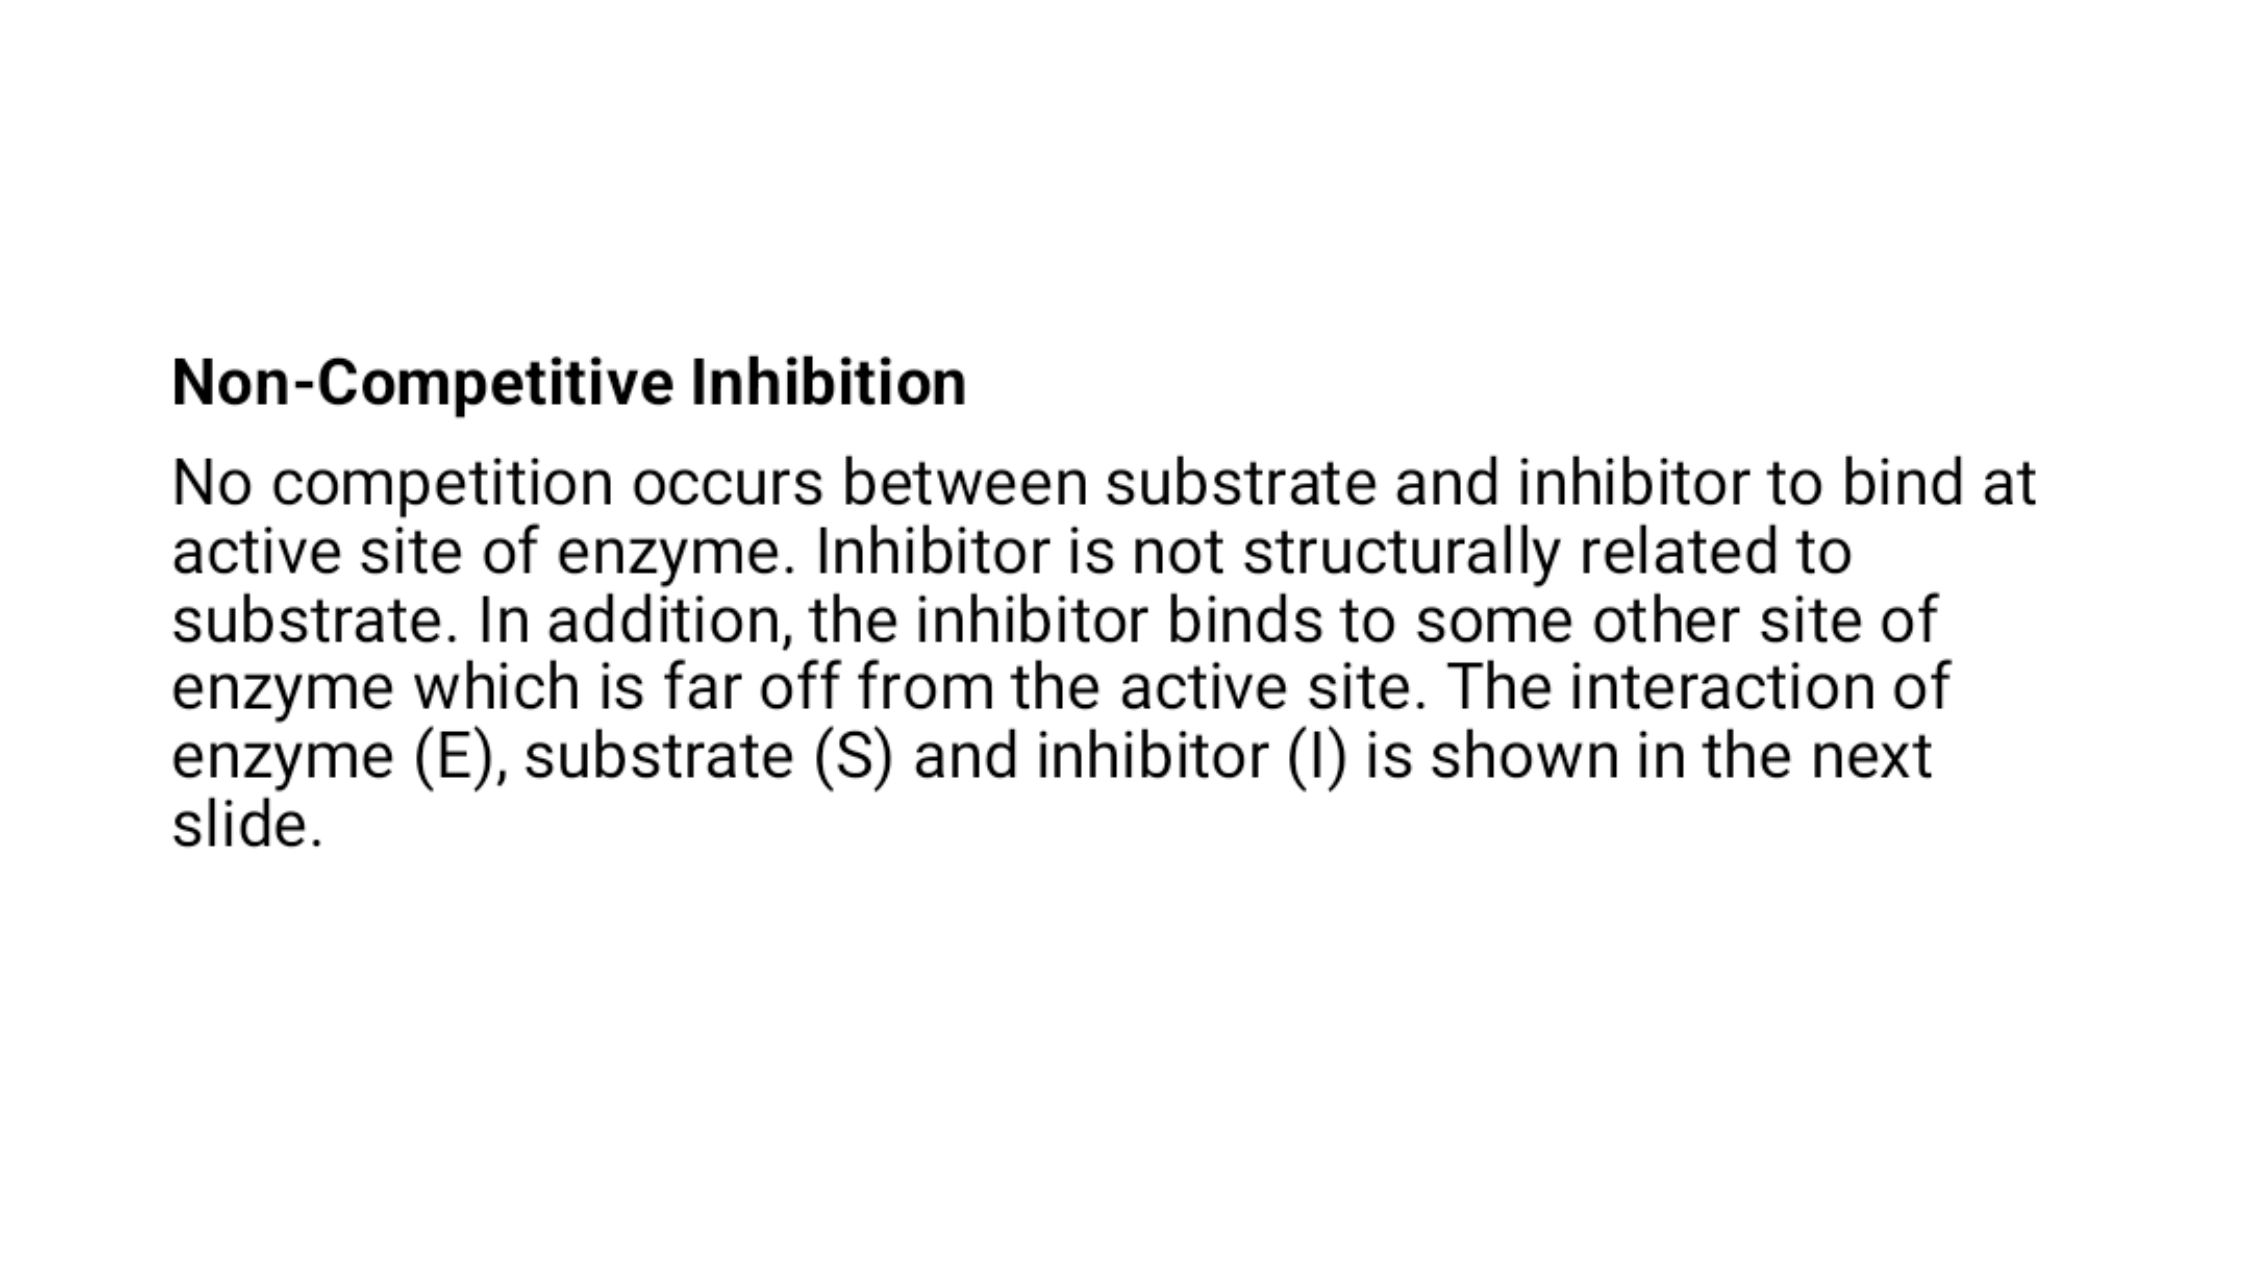 Non-Competitive Inhibition
No competition occurs between substrate and inhibitor to bind at
active site of enzyme. Inhibitor is not structurally related to
substrate. In addition, the inhibitor binds to some other site of
enzyme which is far off from the active site. The interaction of
enzyme (E), substrate (S) and inhibitor (I) is shown in the next
slide.